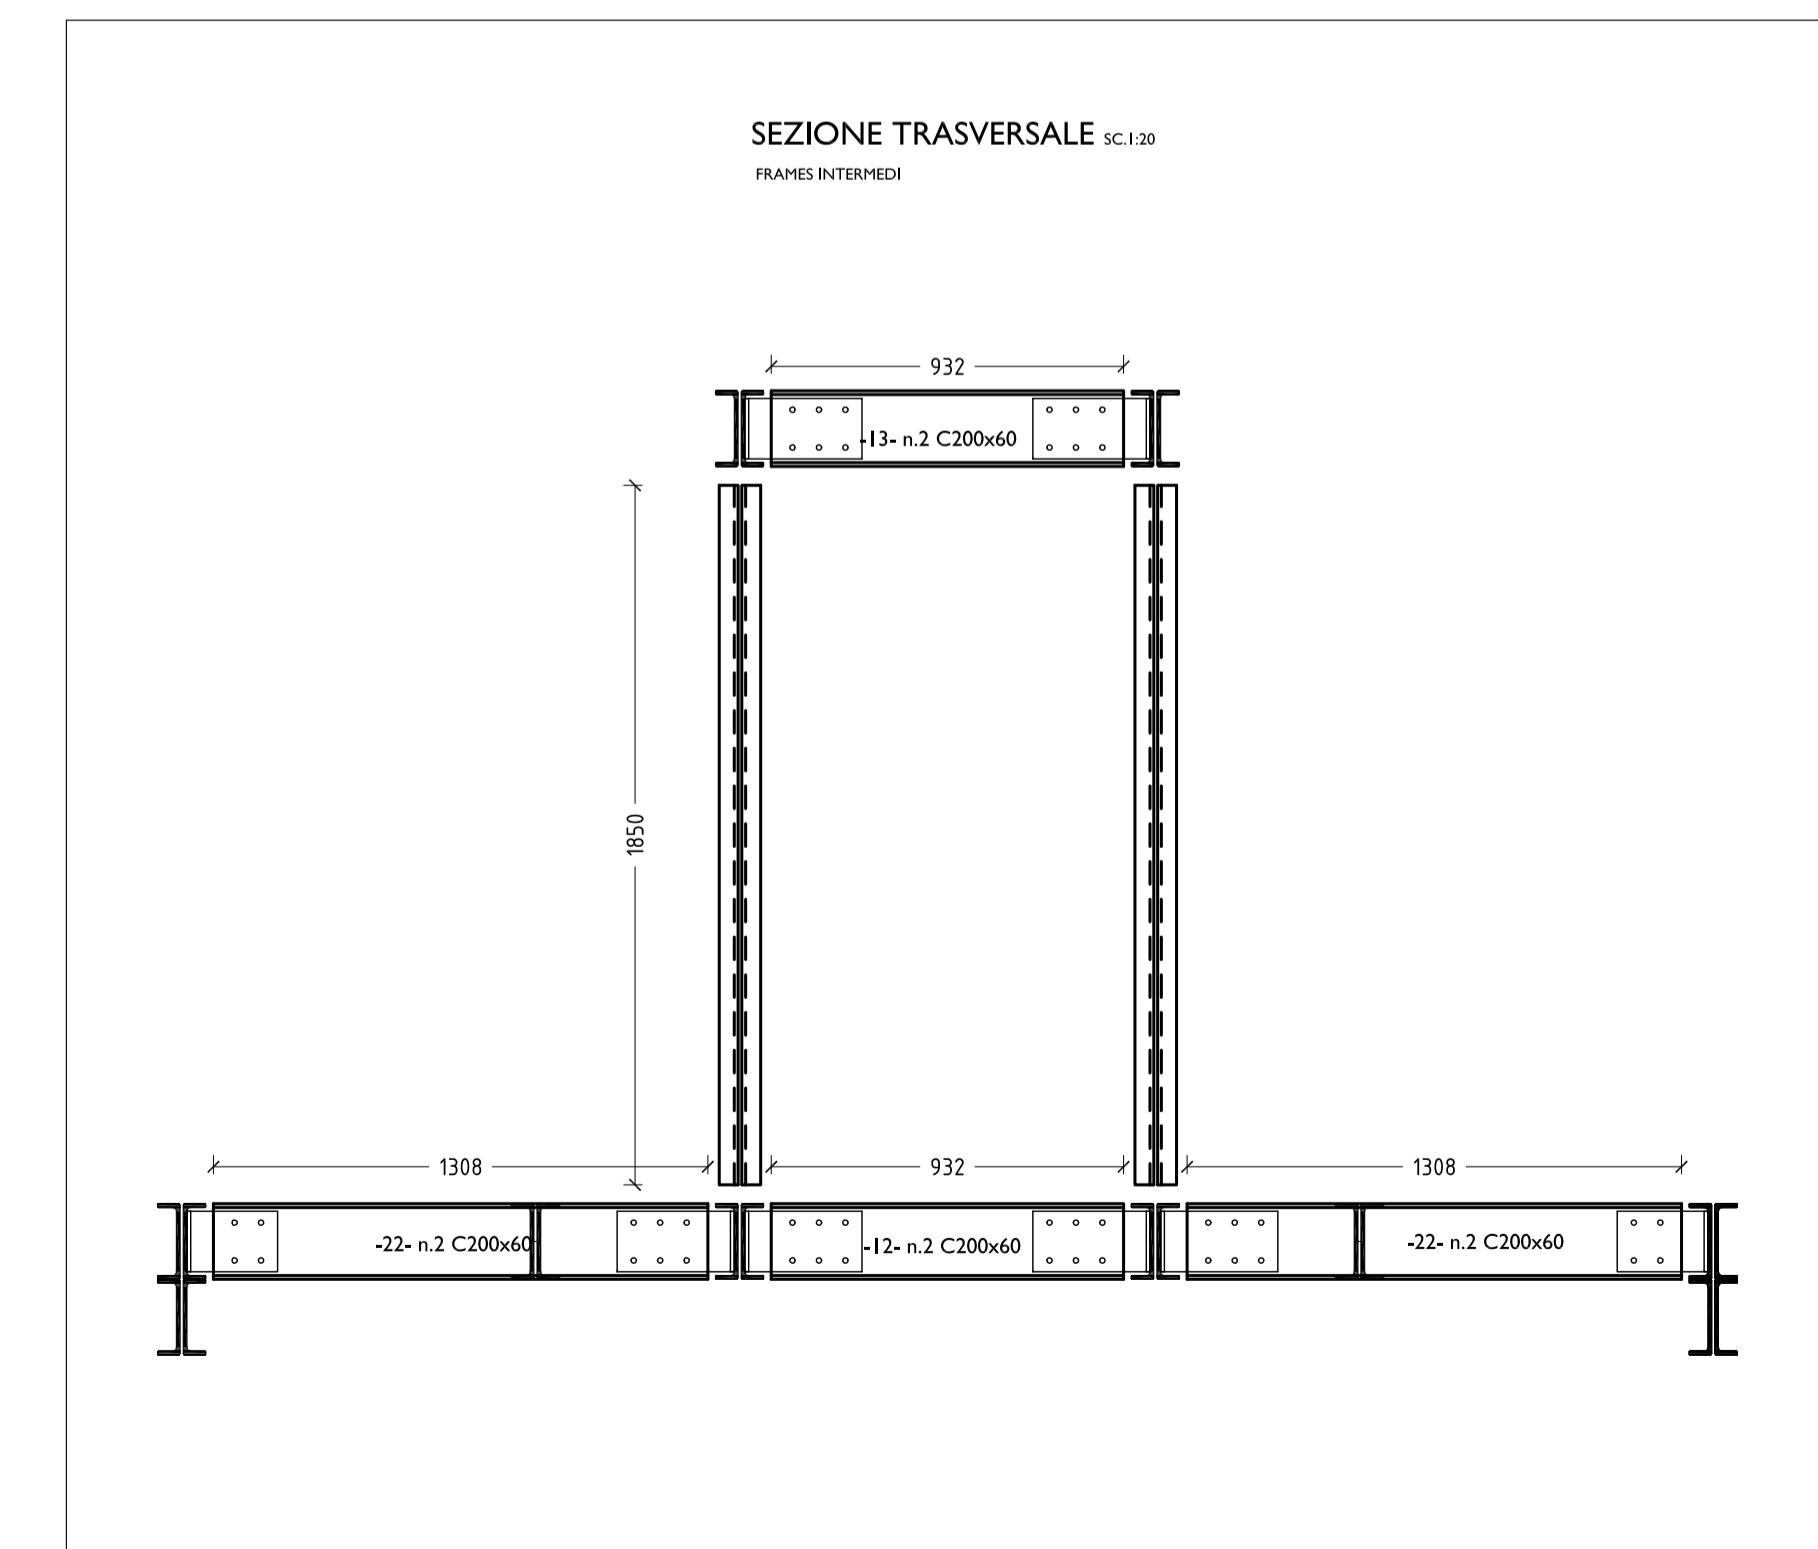 SEZIONE TRASVERSALE SC.1:20
FRAMES INTERMEDI
932
-13- n.2 C200x60
1850
1308
932
1308
-22- n.2 C200x60
-12- n.2 C200x60
-22- n.2 C200x60